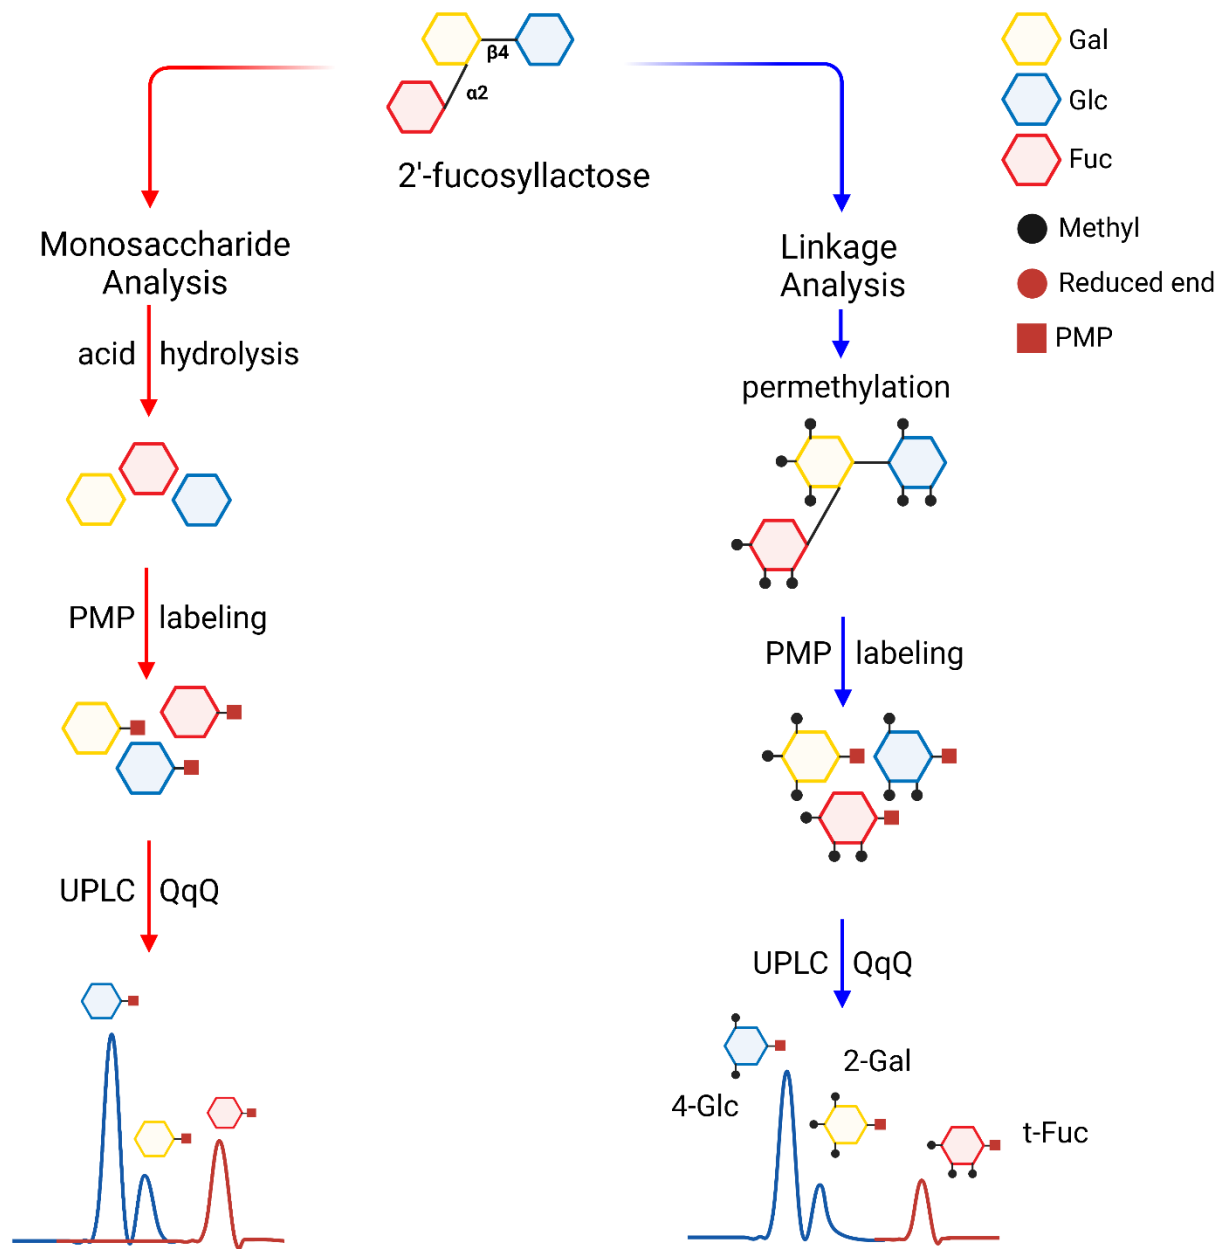 β4
α2
2'-fucosyllactose
Gal
Glc
Fuc
Methyl
Reduced end
PMP
Monosaccharide
Analysis
acid hydrolysis
PMP labeling
UPLC QqQ
Linkage
Analysis
permethylation
PMP labeling
UPLC QqQ
2-Gal
4-Glc
t-Fuc